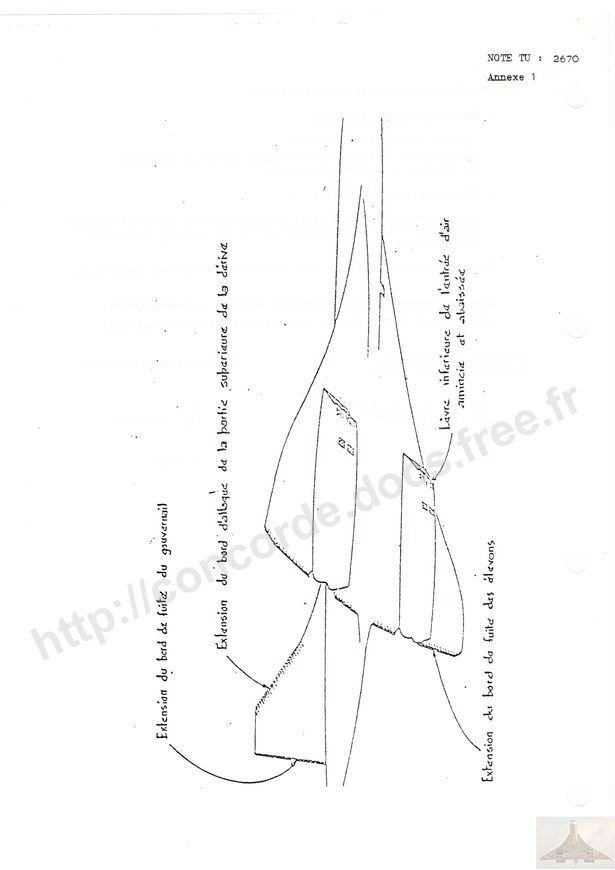 NOTE TU : 2670
Annexe 1
Extension du bord de fuite du gouvernail
Extension du bord d'attaque de la partie supérieure de la dérive
Lèvre inférieure de l'entrée d'air
amincie et abaissée
Extension du bord de fuite des élevons
http://concorde.docs.free.fr